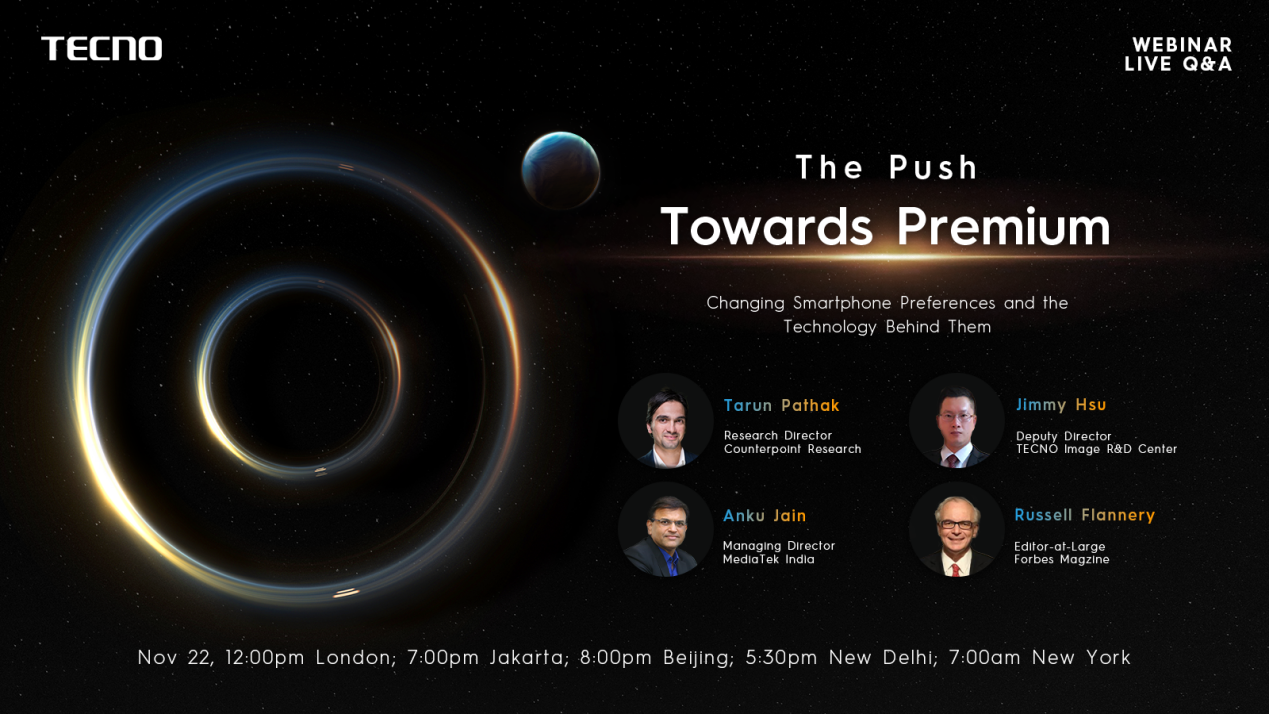 TECNO
WEBINAR
LIVE Q&A
The Push
Towards Premium
Changing Smartphone Preferences and the
Technology Behind Them
Tarun Pathak
Research Director
Counterpoint Research
Jimmy Hsu
Deputy Director
TECNO Image R&D Center
Anku Jain
Managing Director
MediaTek India
Russell Flannery
Editor-at-Large
Forbes Magzine
Nov 22, 12:00pm London; 7:00pm Jakarta; 8:00pm Beijing; 5:30pm New Delhi; 7:00am New York